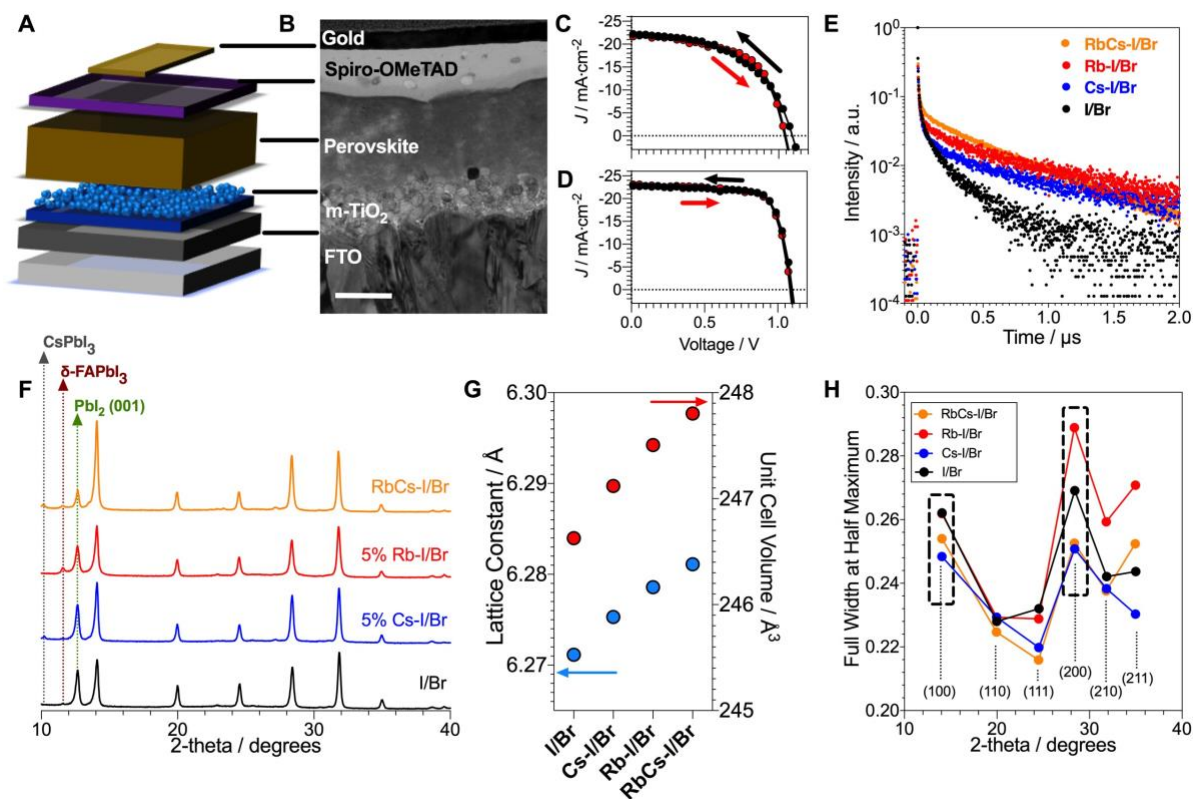 A
B
Gold
Spiro-OMeTAD
Perovskite
m-TiO2
FTO
C
-25
-20
-15
-10
-5
0
J / mA·cm-2
D
-25
-20
-15
-10
-5
0
J / mA·cm-2
0.0
0.5
1.0
Voltage / V
E
10^0
10^-1
10^-2
10^-3
10^-4
Intensity / a.u.
RbCs-I/Br
Rb-I/Br
Cs-I/Br
I/Br
0.0
0.5
1.0
1.5
2.0
Time / µs
F
CsPbI3
δ-FAPbI3
PbI2 (001)
RbCs-I/Br
5% Rb-I/Br
5% Cs-I/Br
I/Br
10
20
30
40
2-theta / degrees
G
6.30
6.29
6.28
6.27
Lattice Constant / Å
248
247
246
245
Unit Cell Volume / Å3
I/Br
Cs-I/Br
Rb-I/Br
RbCs-I/Br
H
0.30
0.28
0.26
0.24
0.22
0.20
Full Width at Half Maximum
RbCs-I/Br
Rb-I/Br
Cs-I/Br
I/Br
(100)
(110)
(111)
(200)
(210)
(211)
10
20
30
40
2-theta / degrees